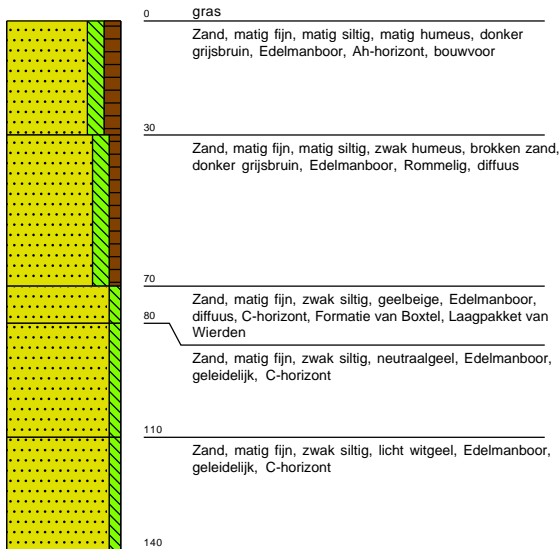 0 gras
Zand, matig fijn, matig siltig, matig humeus, donker
grijsbruin, Edelmanboor, Ah-horizont, bouwvoor
30
Zand, matig fijn, matig siltig, zwak humeus, brokken zand,
donker grijsbruin, Edelmanboor, Rommelig, diffuus
70
Zand, matig fijn, zwak siltig, geelbeige, Edelmanboor,
diffuus, C-horizont, Formatie van Boxtel, Laagpakket van
Wierden
80
Zand, matig fijn, zwak siltig, neutraalgeel, Edelmanboor,
geleidelijk, C-horizont
110
Zand, matig fijn, zwak siltig, licht witgeel, Edelmanboor,
geleidelijk, C-horizont
140